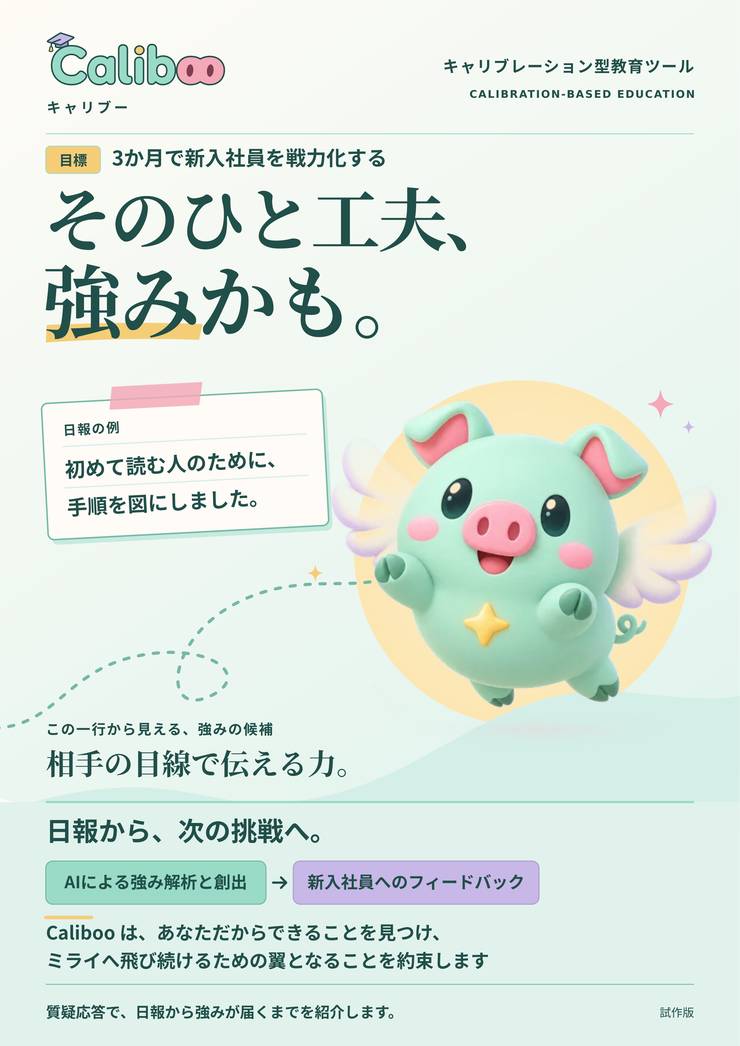 Caliboo
キャリブー
キャリブレーション型教育ツール
CALIBRATION-BASED EDUCATION
目標 3か月で新入社員を戦力化する
そのひと工夫、
強みかも。
日報の例
初めて読む人のために、
手順を図にしました。
この一行から見える、強みの候補
相手の目線で伝える力。
日報から、次の挑戦へ。
AIによる強み解析と創出 → 新入社員へのフィードバック
Caliboo は、あなただからできることを見つけ、
ミライへ飛び続けるための翼となることを約束します
質疑応答で、日報から強みが届くまでを紹介します。
試作版